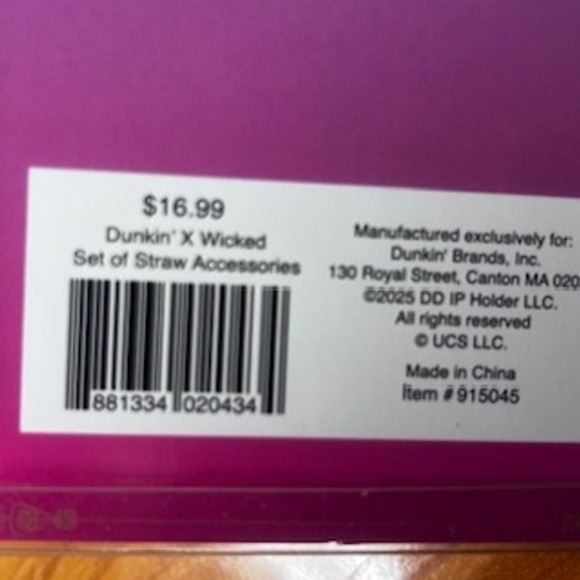 $16.99
Dunkin' X Wicked
Set of Straw Accessories
881334 020434
Manufactured exclusively for:
Dunkin' Brands, Inc.
130 Royal Street, Canton MA 020
©2025 DD IP Holder LLC.
All rights reserved
© UCS LLC.
Made in China
Item # 915045